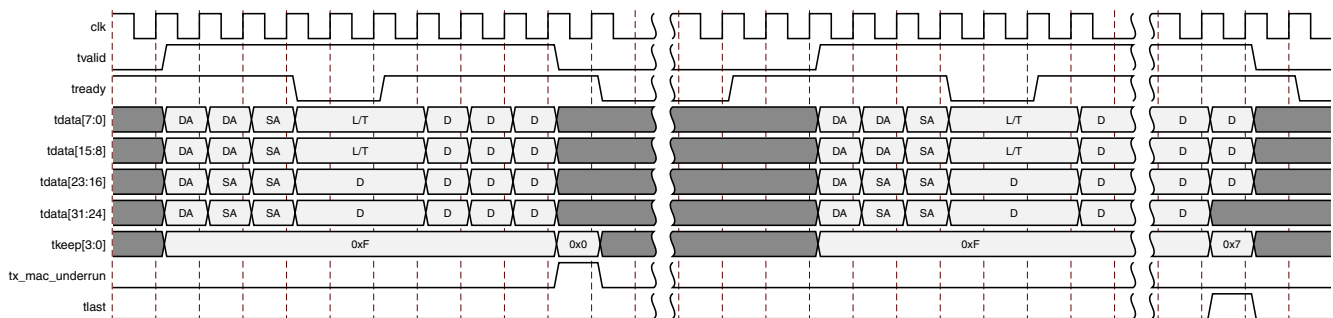 clk
tvalid
tready
tdata[7:0] DA DA SA L/T D D D DA DA SA L/T D D D
tdata[15:8] DA DA SA L/T D D D DA DA SA L/T D D D
tdata[23:16] DA SA SA D D D D DA SA SA D D D D
tdata[31:24] DA SA SA D D D D DA SA SA D D D
tkeep[3:0] 0xF 0x0 0xF 0x7
tx_mac_underrun
tlast